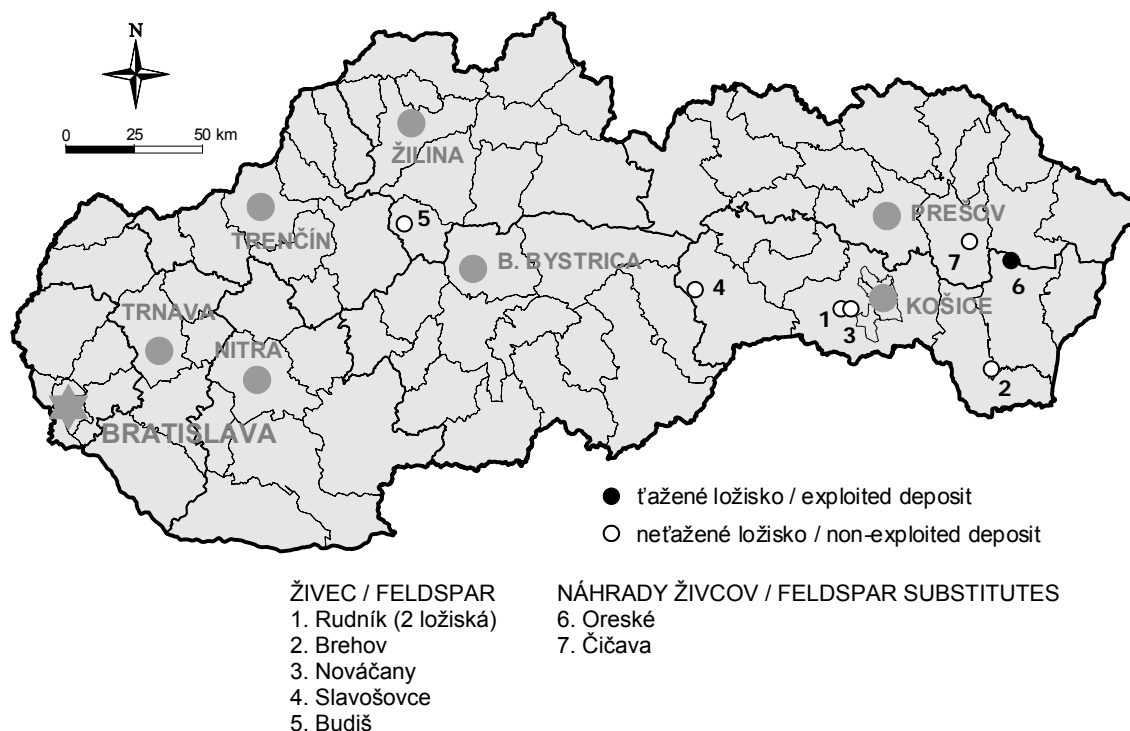 N
0 25 50 km
ŽILINA
TRENČÍN
5
PREŠOV
7
B. BYSTRICA
4
6
TRNAVA
KOŠICE
1
3
NITRA
2
BRATISLAVA
ťažené ložisko / exploited deposit
neťažené ložisko / non-exploited deposit
ŽIVEC / FELDSPAR
1. Rudník (2 ložiská)
2. Brehov
3. Nováčany
4. Slavošovce
5. Budiš
NÁHRADY ŽIVCOV / FELDSPAR SUBSTITUTES
6. Oreské
7. Čičava